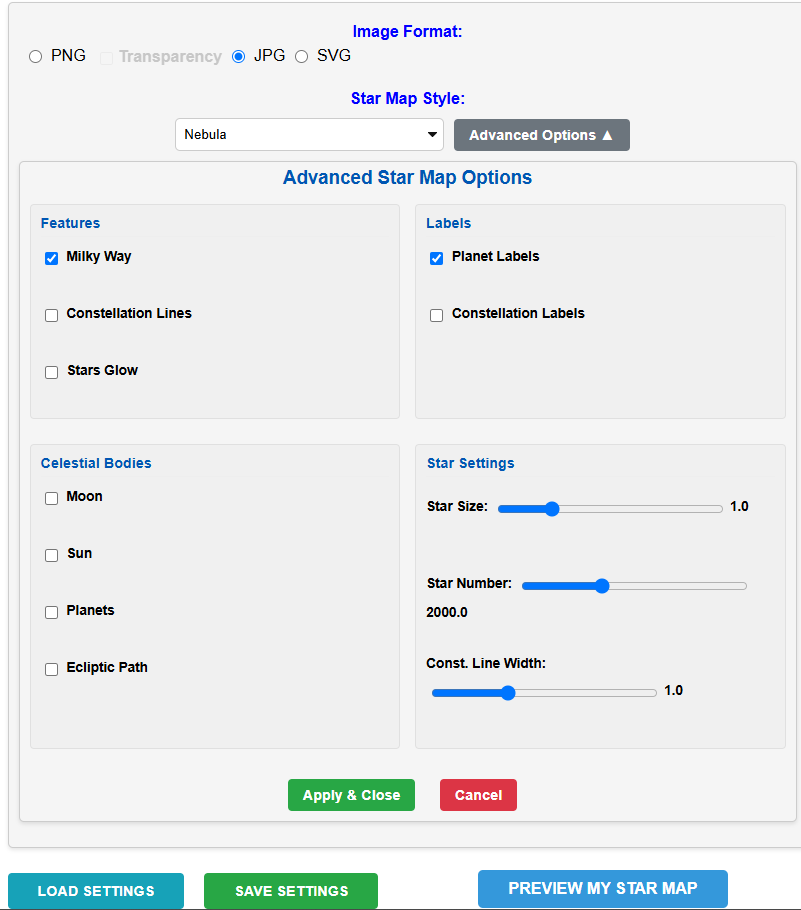 Image Format:
PNG Transparency JPG SVG
Star Map Style:
Nebula Advanced Options ▲
Advanced Star Map Options
Features
Milky Way
Constellation Lines
Stars Glow
Labels
Planet Labels
Constellation Labels
Celestial Bodies
Moon
Sun
Planets
Ecliptic Path
Star Settings
Star Size: 1.0
Star Number:
2000.0
Const. Line Width:
1.0
Apply & Close Cancel
LOAD SETTINGS SAVE SETTINGS PREVIEW MY STAR MAP